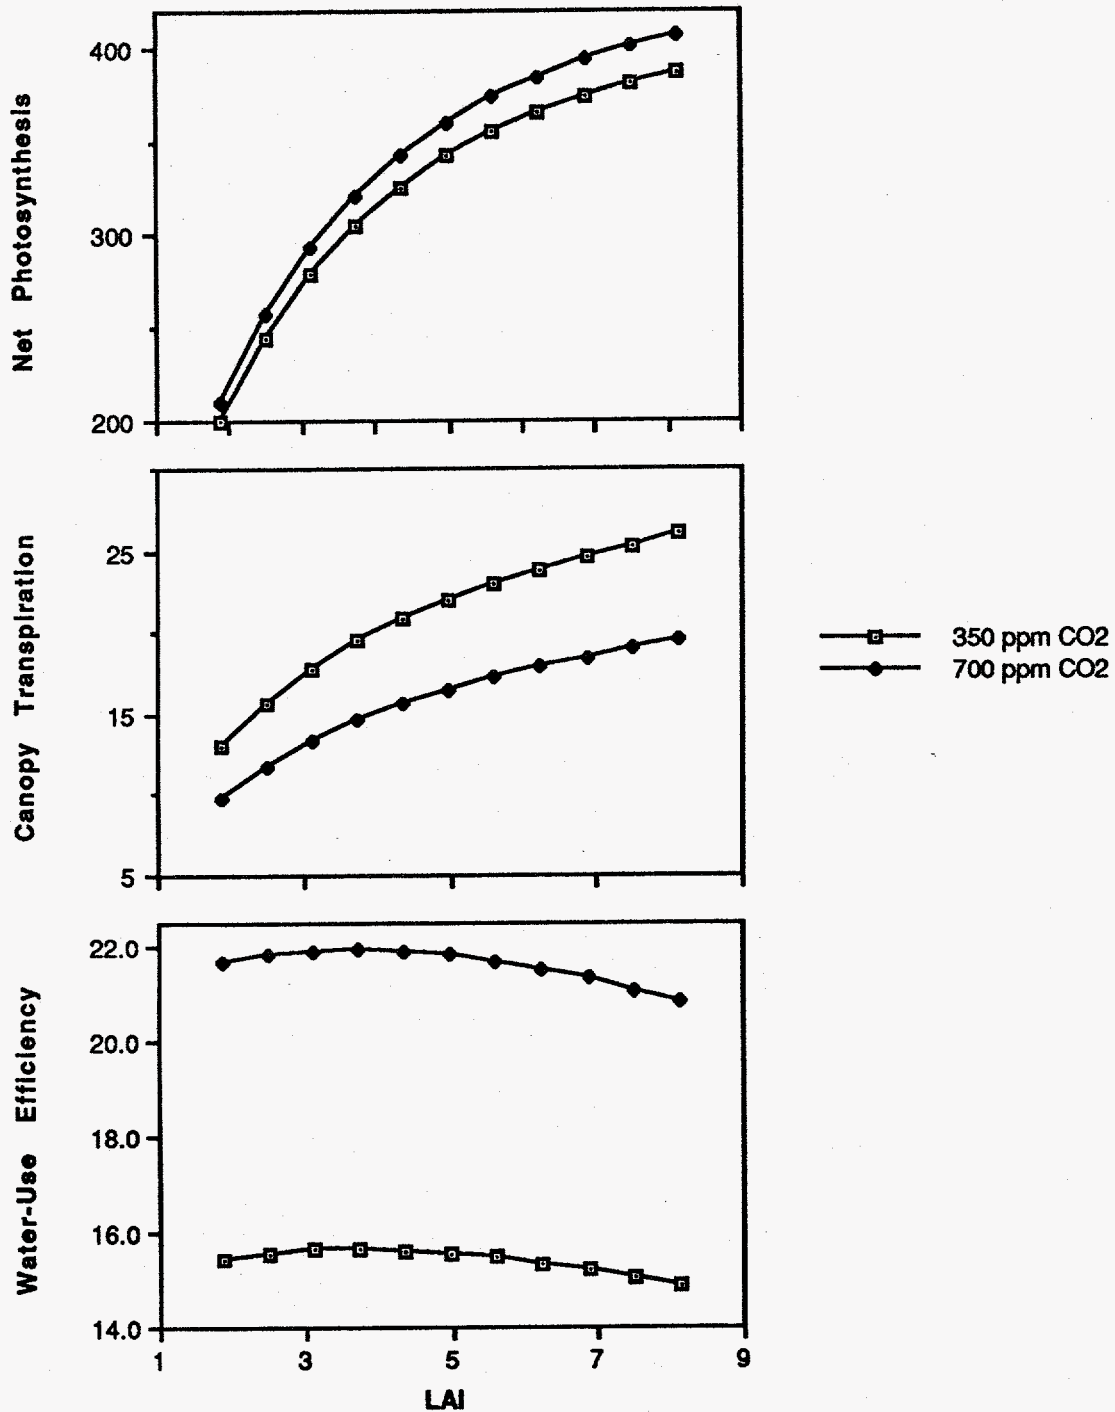 Net Photosynthesis
400
300
200
Canopy Transpiration
25
15
5
350 ppm CO2
700 ppm CO2
Water-Use Efficiency
22.0
20.0
18.0
16.0
14.0
1 3 5 7 9
LAI